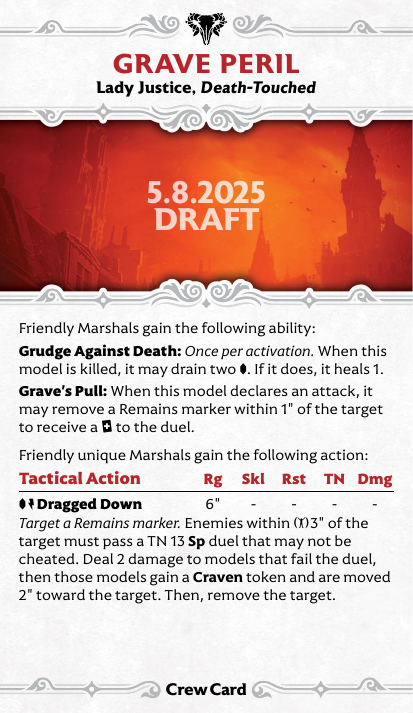 GRAVE PERIL
Lady Justice, Death-Touched
5.8.2025
DRAFT
Friendly Marshals gain the following ability:
Grudge Against Death: Once per activation. When this
model is killed, it may drain two . If it does, it heals 1.
Grave's Pull: When this model declares an attack, it
may remove a Remains marker within 1" of the target
to receive a + to the duel.
Friendly unique Marshals gain the following action:
Tactical Action Rg Skl Rst TN Dmg
Dragged Down 6" - - - -
Target a Remains marker. Enemies within 3" of the
target must pass a TN 13 Sp duel that may not be
cheated. Deal 2 damage to models that fail the duel,
then those models gain a Craven token and are moved
2" toward the target. Then, remove the target.
Crew Card